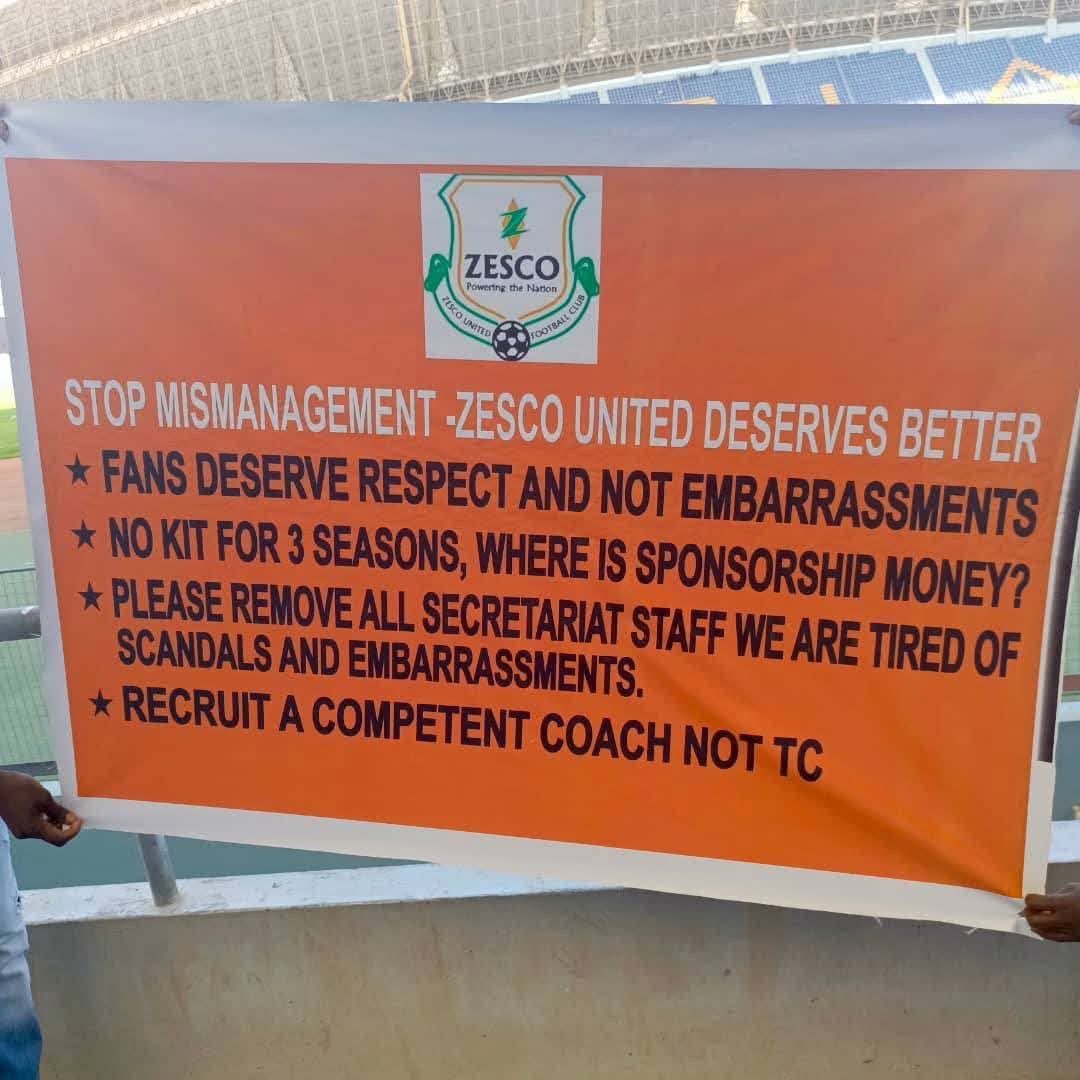 ZESCO
Powering the Nation
ZESCO UNITED FOOTBALL CLUB
STOP MISMANAGEMENT -ZESCO UNITED DESERVES BETTER
★ FANS DESERVE RESPECT AND NOT EMBARRASSMENTS
★ NO KIT FOR 3 SEASONS, WHERE IS SPONSORSHIP MONEY?
★ PLEASE REMOVE ALL SECRETARIAT STAFF WE ARE TIRED OF
SCANDALS AND EMBARRASSMENTS.
★ RECRUIT A COMPETENT COACH NOT TC